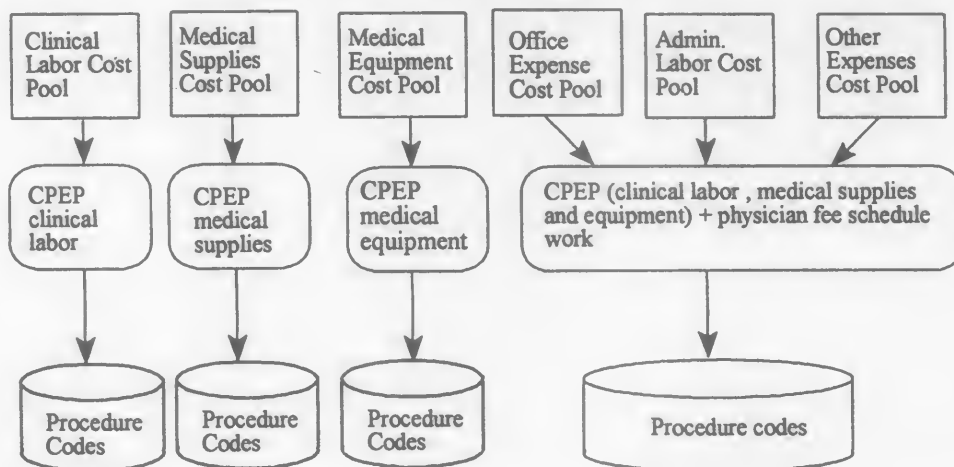 Clinical
Labor Cost
Pool
Medical
Supplies
Cost Pool
Medical
Equipment
Cost Pool
Office
Expense
Cost Pool
Admin.
Labor Cost
Pool
Other
Expenses
Cost Pool
CPEP
clinical
labor
CPEP
medical
supplies
CPEP
medical
equipment
CPEP (clinical labor , medical supplies
and equipment) + physician fee schedule
work
Procedure
Codes
Procedure
Codes
Procedure
Codes
Procedure codes